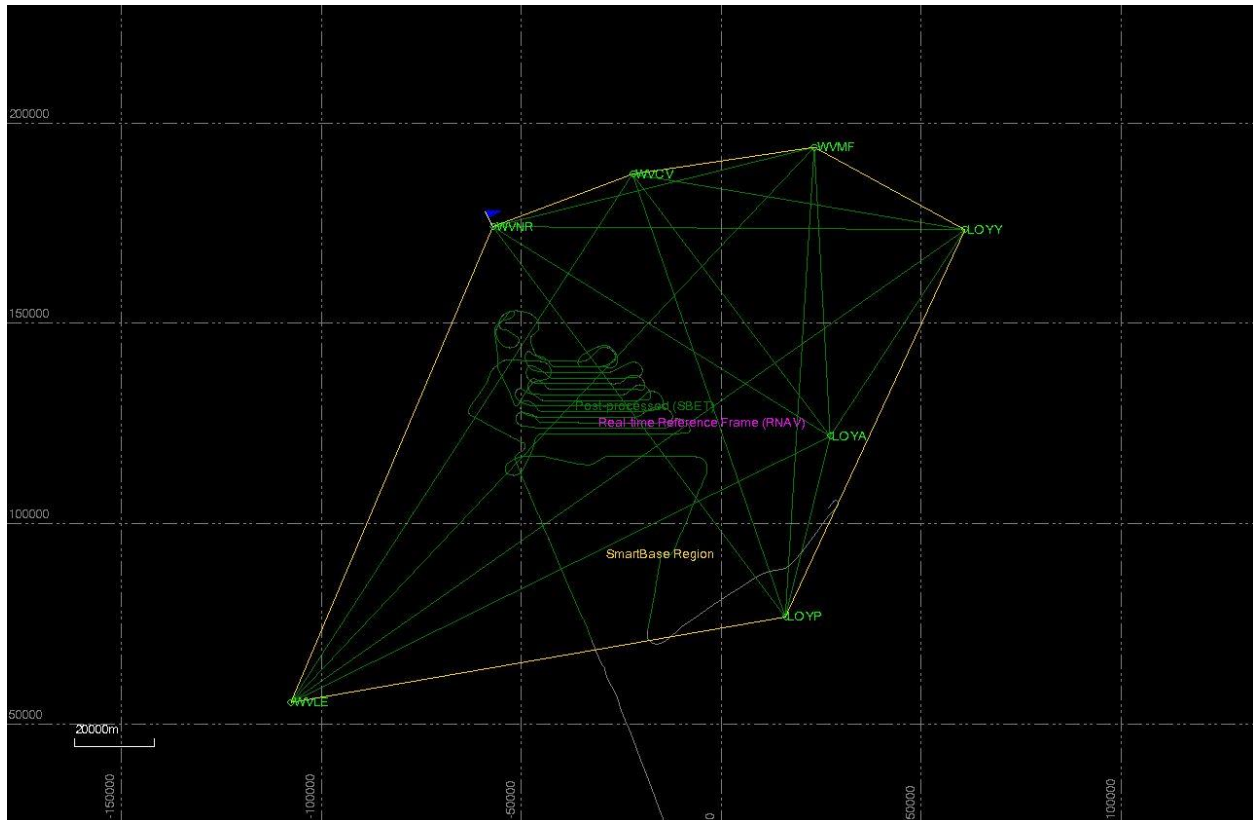 200000
WVMF
WVCV
WVNR
LOYY
150000
Post-processed (SBET)
Real-time Reference Frame (RNAV)
LOYA
100000
SmartBase Region
LOYP
WVLE
50000
20000m
-150000
-100000
-50000
0
50000
100000